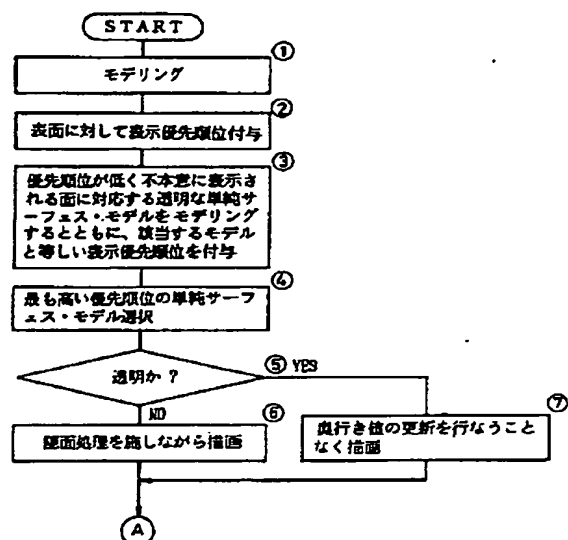 START
①
モデリング
②
表面に対して表示優先順位付与
③
優先順位が低く不本意に表示さ
れる面に対応する透明な単純サ
ーフェス・モデルをモデリング
するとともに、該当するモデル
と等しい表示優先順位を付与
④
最も高い優先順位の単純サーフ
ェス・モデル選択
透明か?
⑤ YES
NO
⑥
隠面処理を施しながら描画
⑦
奥行き値の更新を行なうこと
なく描画
A